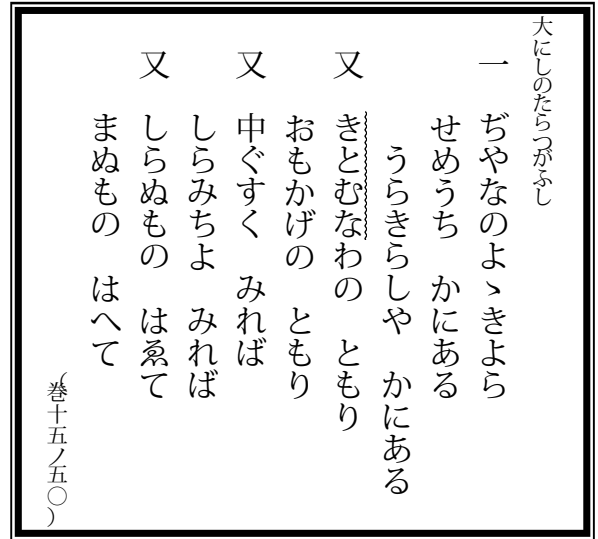 大にしのたらつがふし
一　ぢやなのよゝきよら
せめうち　かにある
うらきらしや　かにある
又　きとむなわの　ともり
おもかげの　ともり
又　中ぐすく　みれば
しらみちよ　みれば
又　しらぬもの　はゑて
まぬもの　はへて
（巻十五ノ五〇）